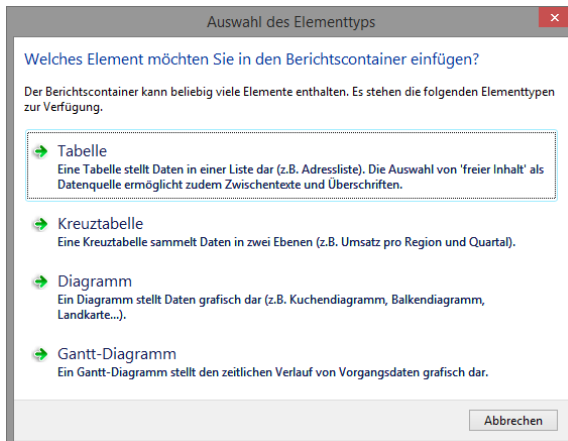 Auswahl des Elementtyps
Welches Element möchten Sie in den Berichtscontainer einfügen?
Der Berichtscontainer kann beliebig viele Elemente enthalten. Es stehen die folgenden Elementtypen
zur Verfügung.
Tabelle
Eine Tabelle stellt Daten in einer Liste dar (z.B. Adressliste). Die Auswahl von 'freier Inhalt' als
Datenquelle ermöglicht zudem Zwischentexte und Überschriften.
Kreuztabelle
Eine Kreuztabelle sammelt Daten in zwei Ebenen (z.B. Umsatz pro Region und Quartal).
Diagramm
Ein Diagramm stellt Daten grafisch dar (z.B. Kuchendiagramm, Balkendiagramm,
Landkarte...).
Gantt-Diagramm
Ein Gantt-Diagramm stellt den zeitlichen Verlauf von Vorgangsdaten grafisch dar.
Abbrechen